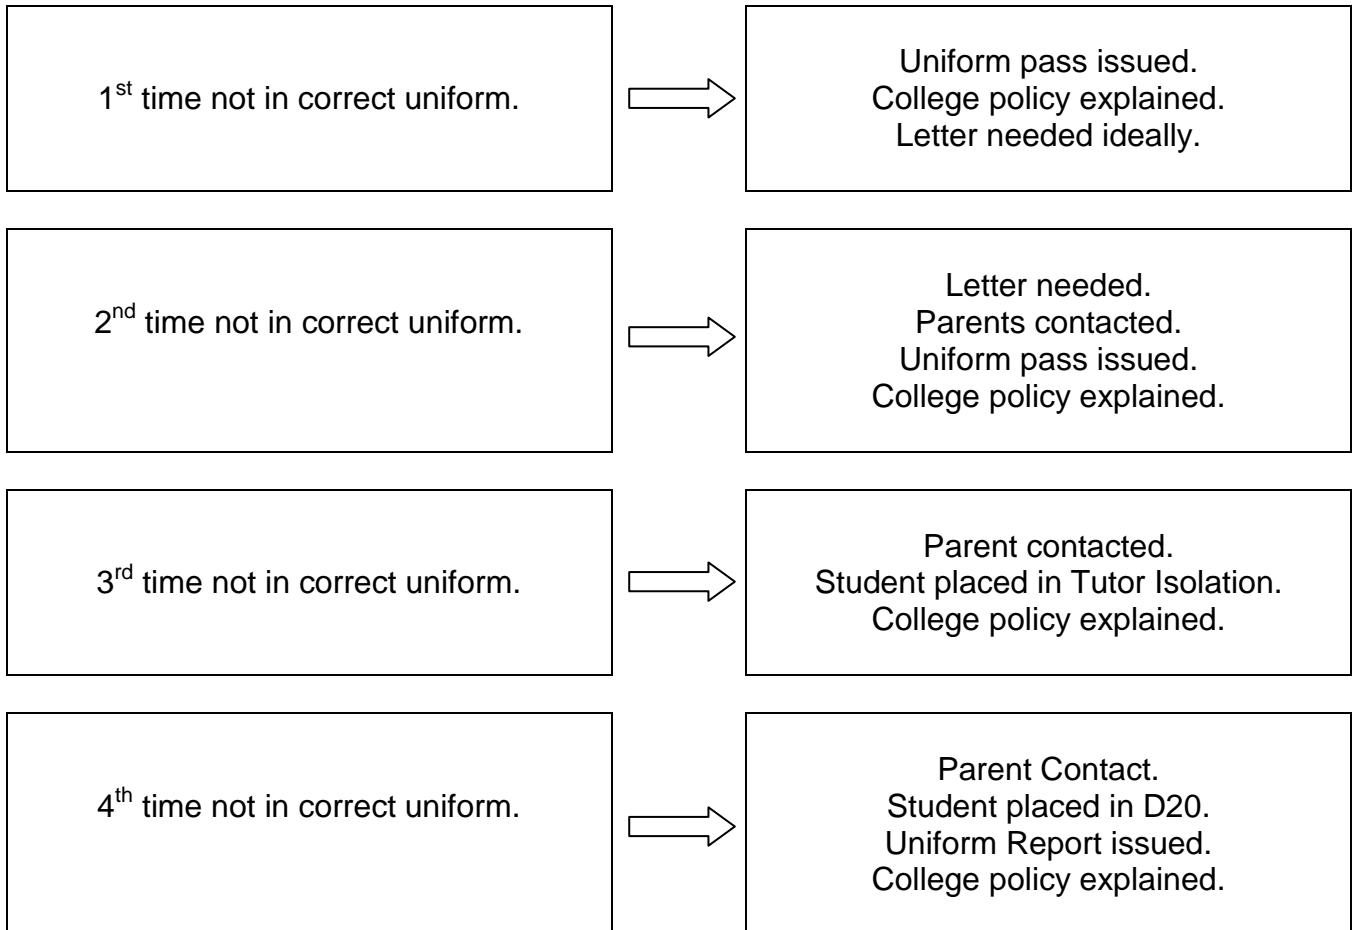 1st time not in correct uniform.
Uniform pass issued.
College policy explained.
Letter needed ideally.
2nd time not in correct uniform.
Letter needed.
Parents contacted.
Uniform pass issued.
College policy explained.
3rd time not in correct uniform.
Parent contacted.
Student placed in Tutor Isolation.
College policy explained.
4th time not in correct uniform.
Parent Contact.
Student placed in D20.
Uniform Report issued.
College policy explained.